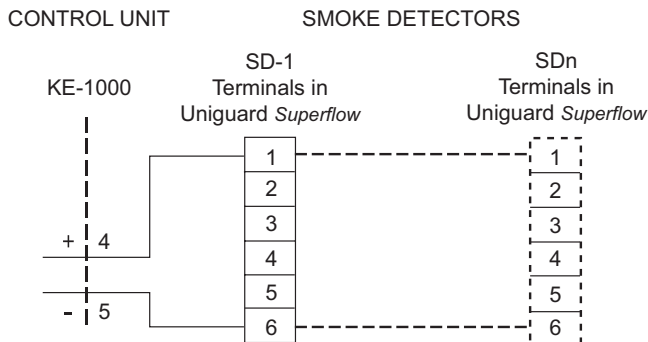 CONTROL UNIT
SMOKE DETECTORS
KE-1000
SD-1
Terminals in
Uniguard Superflow
SDn
Terminals in
Uniguard Superflow
+ 4
- 5
1
2
3
4
5
6
1
2
3
4
5
6